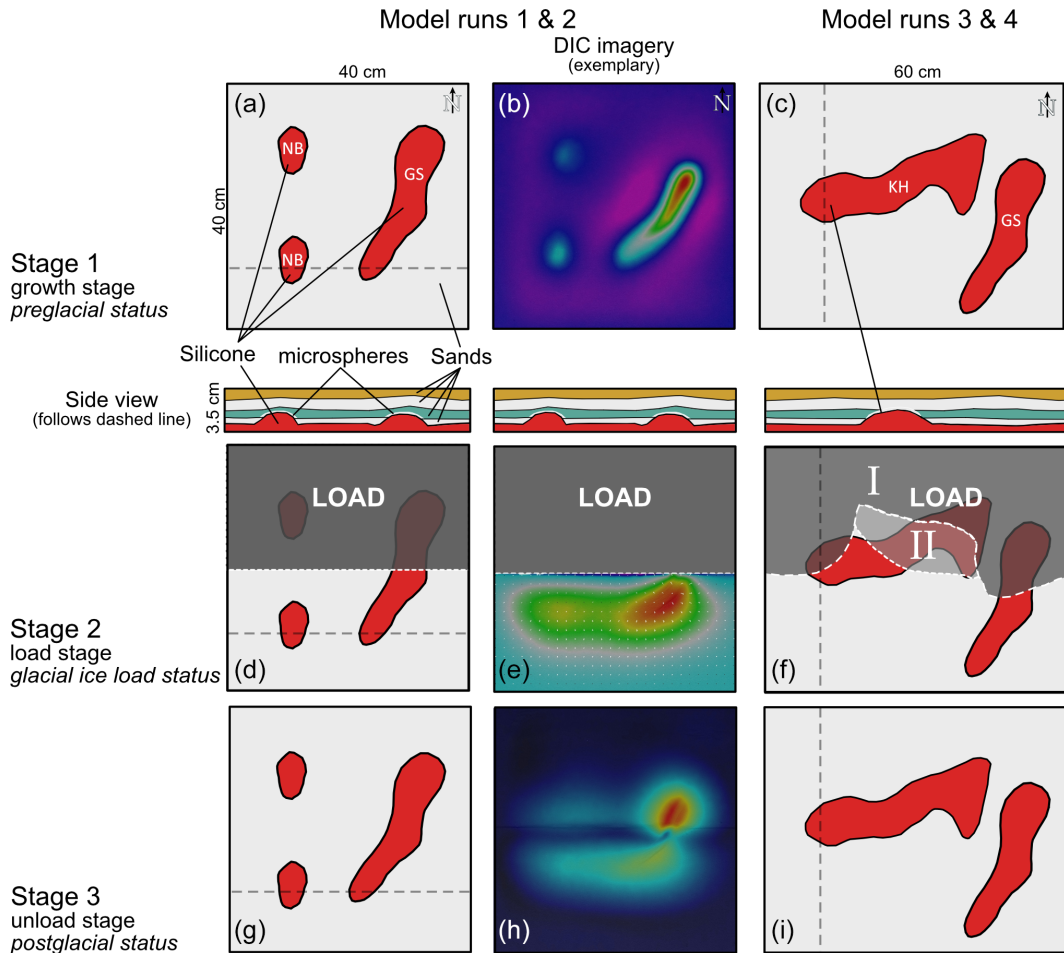 Model runs 1 & 2
Model runs 3 & 4
DIC imagery
(exemplary)
40 cm
60 cm
(a)
N
(b)
N
(c)
N
NB
GS
KH
GS
40 cm
NB
Stage 1
growth stage
preglacial status
Silicone
microspheres
Sands
Side view
(follows dashed line)
3.5 cm
LOAD
LOAD
I
LOAD
II
Stage 2
load stage
glacial ice load status
(d)
(e)
(f)
Stage 3
unload stage
postglacial status
(g)
(h)
(i)